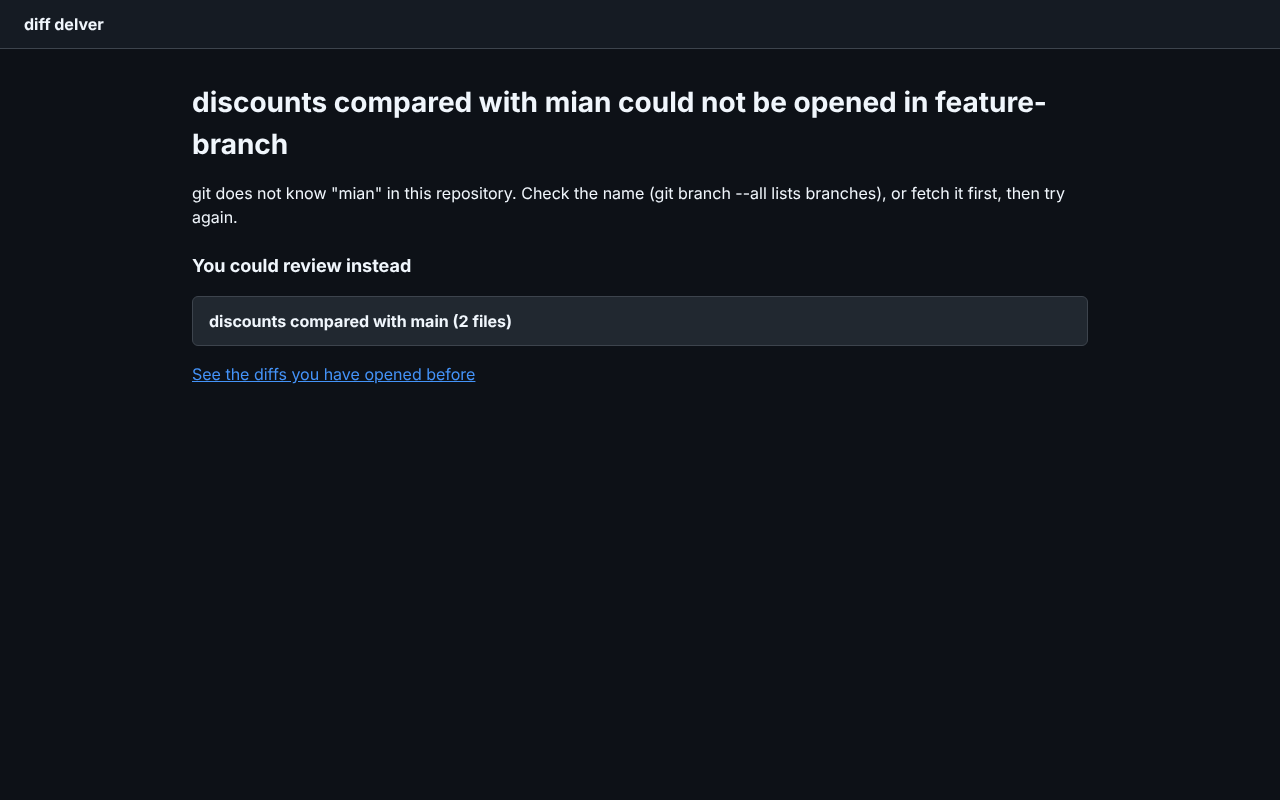 diff delver
discounts compared with mian could not be opened in feature-
branch
git does not know "mian" in this repository. Check the name (git branch --all lists branches), or fetch it first, then try
again.
You could review instead
discounts compared with main (2 files)
See the diffs you have opened before